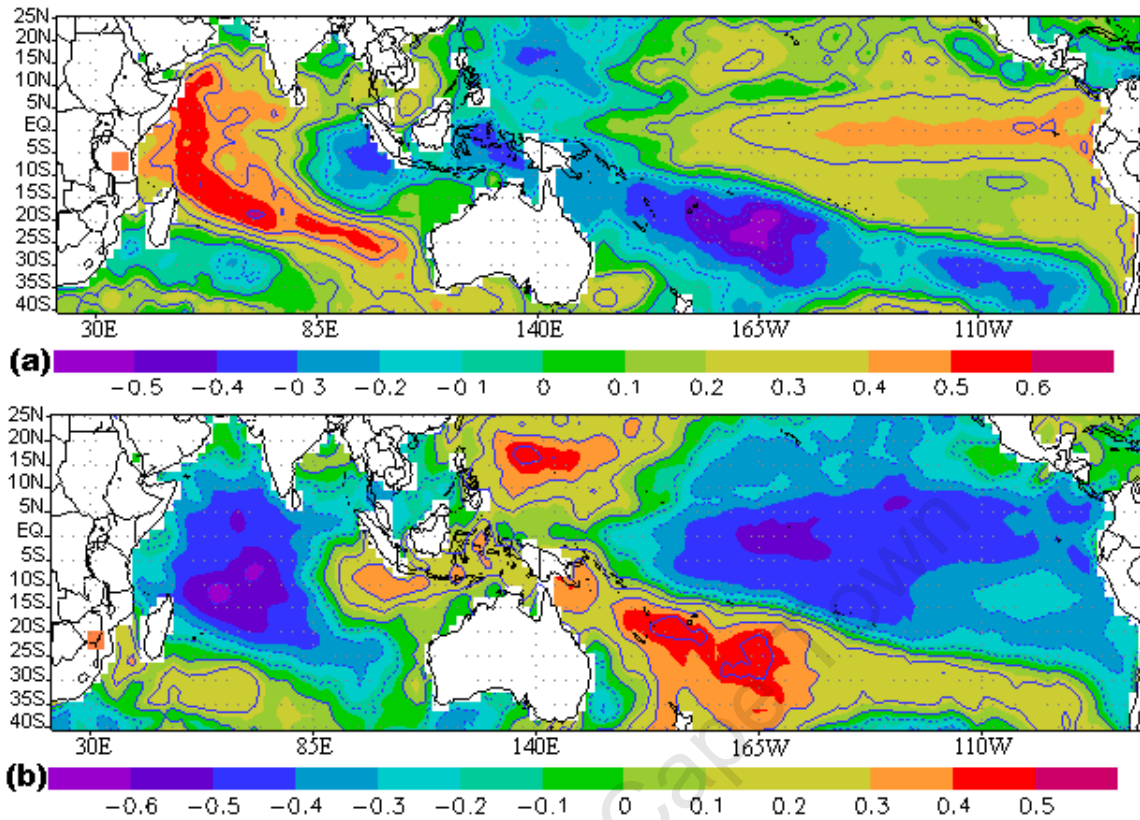 25N
20N
15N
10N
5N
EQ
5S
10S
15S
20S
25S
30S
35S
40S
30E 85E 140E 165W 110W
(a)
−0.5 −0.4 −0.3 −0.2 −0.1 0 0.1 0.2 0.3 0.4 0.5 0.6
25N
20N
15N
10N
5N
EQ
5S
10S
15S
20S
25S
30S
35S
40S
30E 85E 140E 165W 110W
(b)
−0.6 −0.5 −0.4 −0.3 −0.2 −0.1 0 0.1 0.2 0.3 0.4 0.5
Cape Town